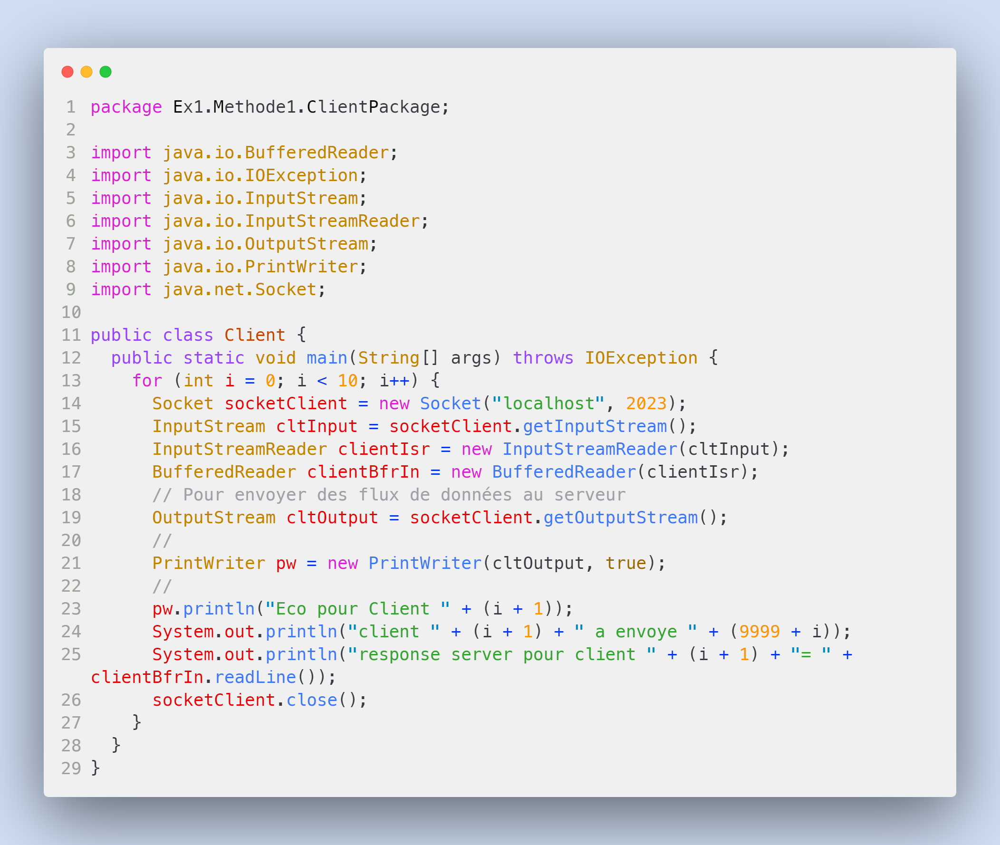 1 package Ex1.Methode1.ClientPackage;
2
3 import java.io.BufferedReader;
4 import java.io.IOException;
5 import java.io.InputStream;
6 import java.io.InputStreamReader;
7 import java.io.OutputStream;
8 import java.io.PrintWriter;
9 import java.net.Socket;
10
11 public class Client {
12   public static void main(String[] args) throws IOException {
13     for (int i = 0; i < 10; i++) {
14       Socket socketClient = new Socket("localhost", 2023);
15       InputStream cltInput = socketClient.getInputStream();
16       InputStreamReader clientIsr = new InputStreamReader(cltInput);
17       BufferedReader clientBfrIn = new BufferedReader(clientIsr);
18       // Pour envoyer des flux de données au serveur
19       OutputStream cltOutput = socketClient.getOutputStream();
20       //
21       PrintWriter pw = new PrintWriter(cltOutput, true);
22       //
23       pw.println("Eco pour Client " + (i + 1));
24       System.out.println("client " + (i + 1) + " a envoye " + (9999 + i));
25       System.out.println("response server pour client " + (i + 1) + "= " +
clientBfrIn.readLine());
26       socketClient.close();
27     }
28   }
29 }